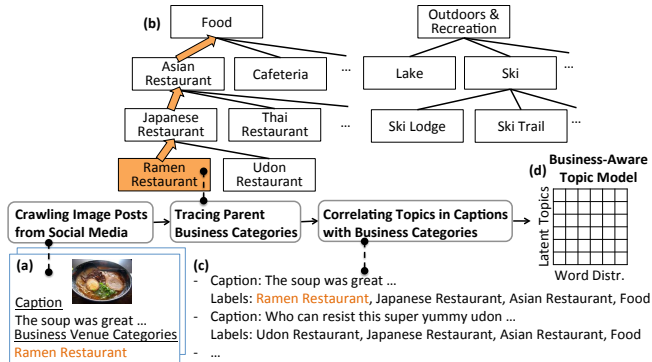 (b)
Food
Outdoors &
Recreation
Asian
Restaurant
Cafeteria
...
Lake
Ski
...
Japanese
Restaurant
Thai
Restaurant
...
Ski Lodge
Ski Trail
...
Ramen
Restaurant
Udon
Restaurant
(d)
Business-Aware
Topic Model
Latent Topics
Word Distr.
Crawling Image Posts
from Social Media
Tracing Parent
Business Categories
Correlating Topics in Captions
with Business Categories
(a)
Caption
The soup was great ...
Business Venue Categories
Ramen Restaurant
(c)
- Caption: The soup was great ...
Labels: Ramen Restaurant, Japanese Restaurant, Asian Restaurant, Food
- Caption: Who can resist this super yummy udon ...
Labels: Udon Restaurant, Japanese Restaurant, Asian Restaurant, Food
- ...